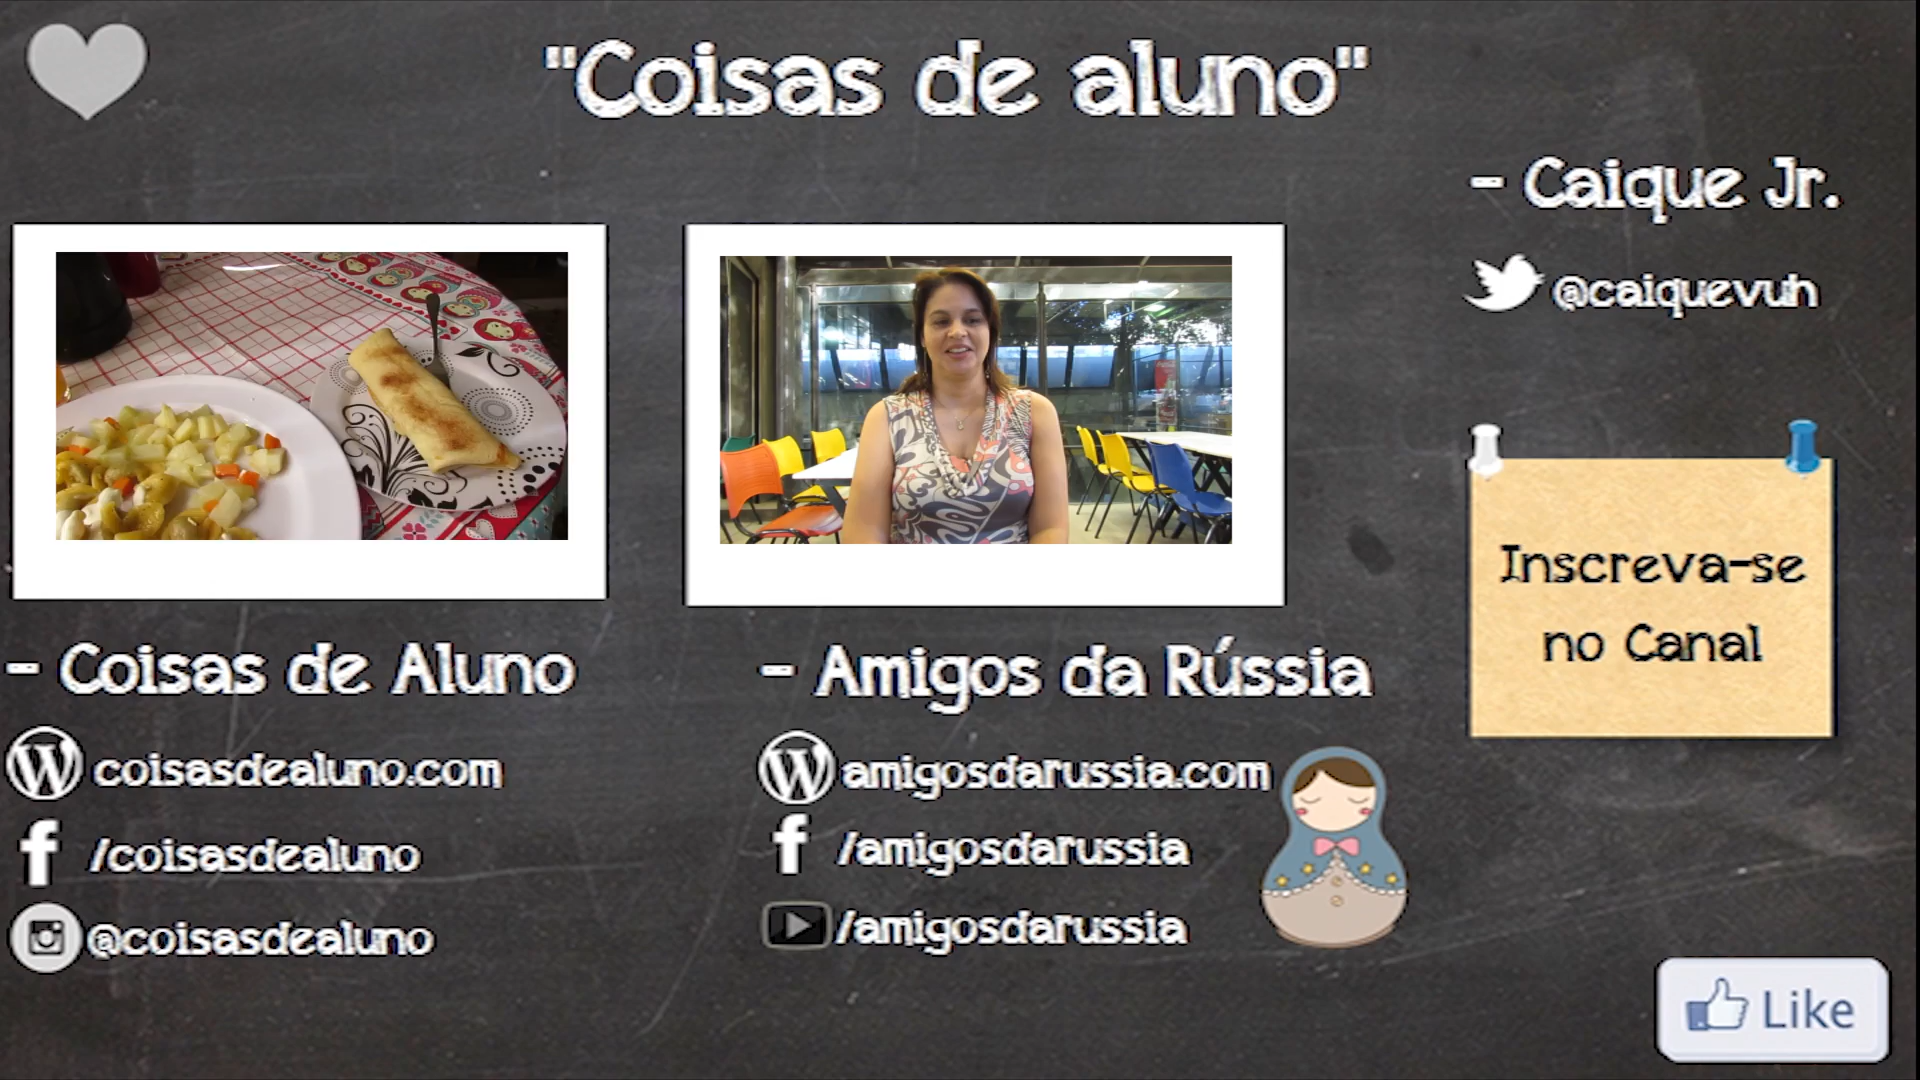 "Coisas de aluno"
- Caique Jr.
@caiquevuh
Inscreva-se
no Canal
- Coisas de Aluno
coisasdealuno.com
/coisasdealuno
@coisasdealuno
- Amigos da Rússia
amigosdarussia.com
/amigosdarussia
/amigosdarussia
Like